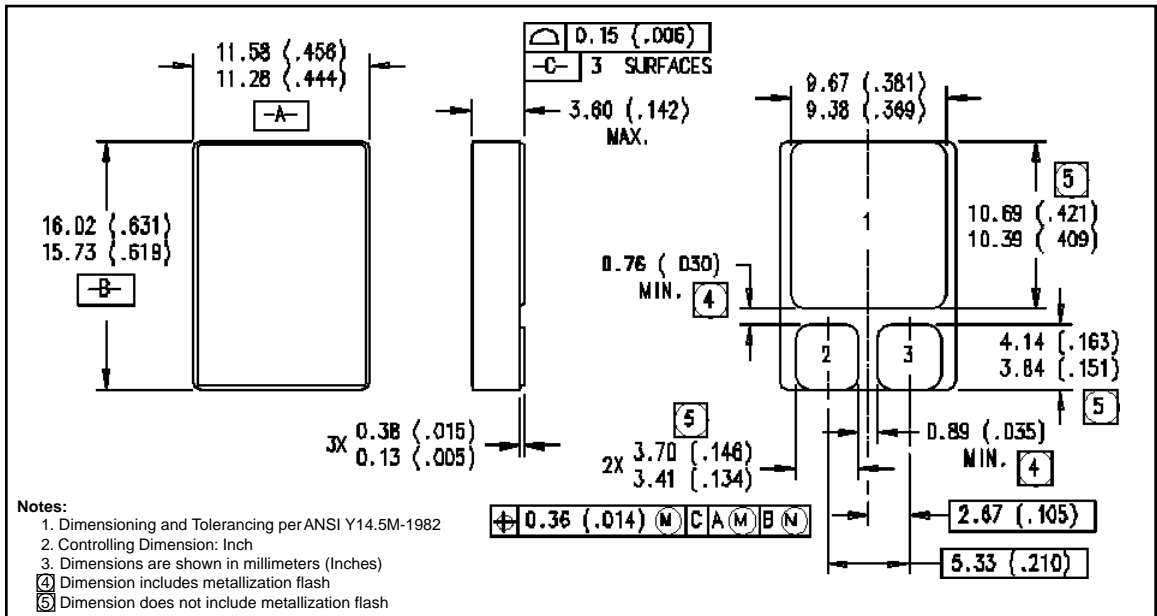 11.58 (.456)
11.28 (.444)
-A-
0.15 (.006)
-C- 3 SURFACES
3.60 (.142)
MAX.
9.67 (.381)
9.38 (.369)
16.02 (.631)
15.73 (.619)
-B-
1
5
10.69 (.421)
10.39 ( 409)
0.76 ( 030)
MIN. 4
2
3
4.14 (.163)
3.84 (.151)
5
3X 0.38 (.015)
0.13 (.005)
5
2X 3.70 (.146)
3.41 (.134)
0.89 (.035)
MIN. 4
0.36 (.014) Ⓜ C A Ⓜ B Ⓜ
2.67 (.105)
5.33 (.210)
Notes:
1. Dimensioning and Tolerancing per ANSI Y14.5M-1982
2. Controlling Dimension: Inch
3. Dimensions are shown in millimeters (Inches)
4 Dimension includes metallization flash
5 Dimension does not include metallization flash